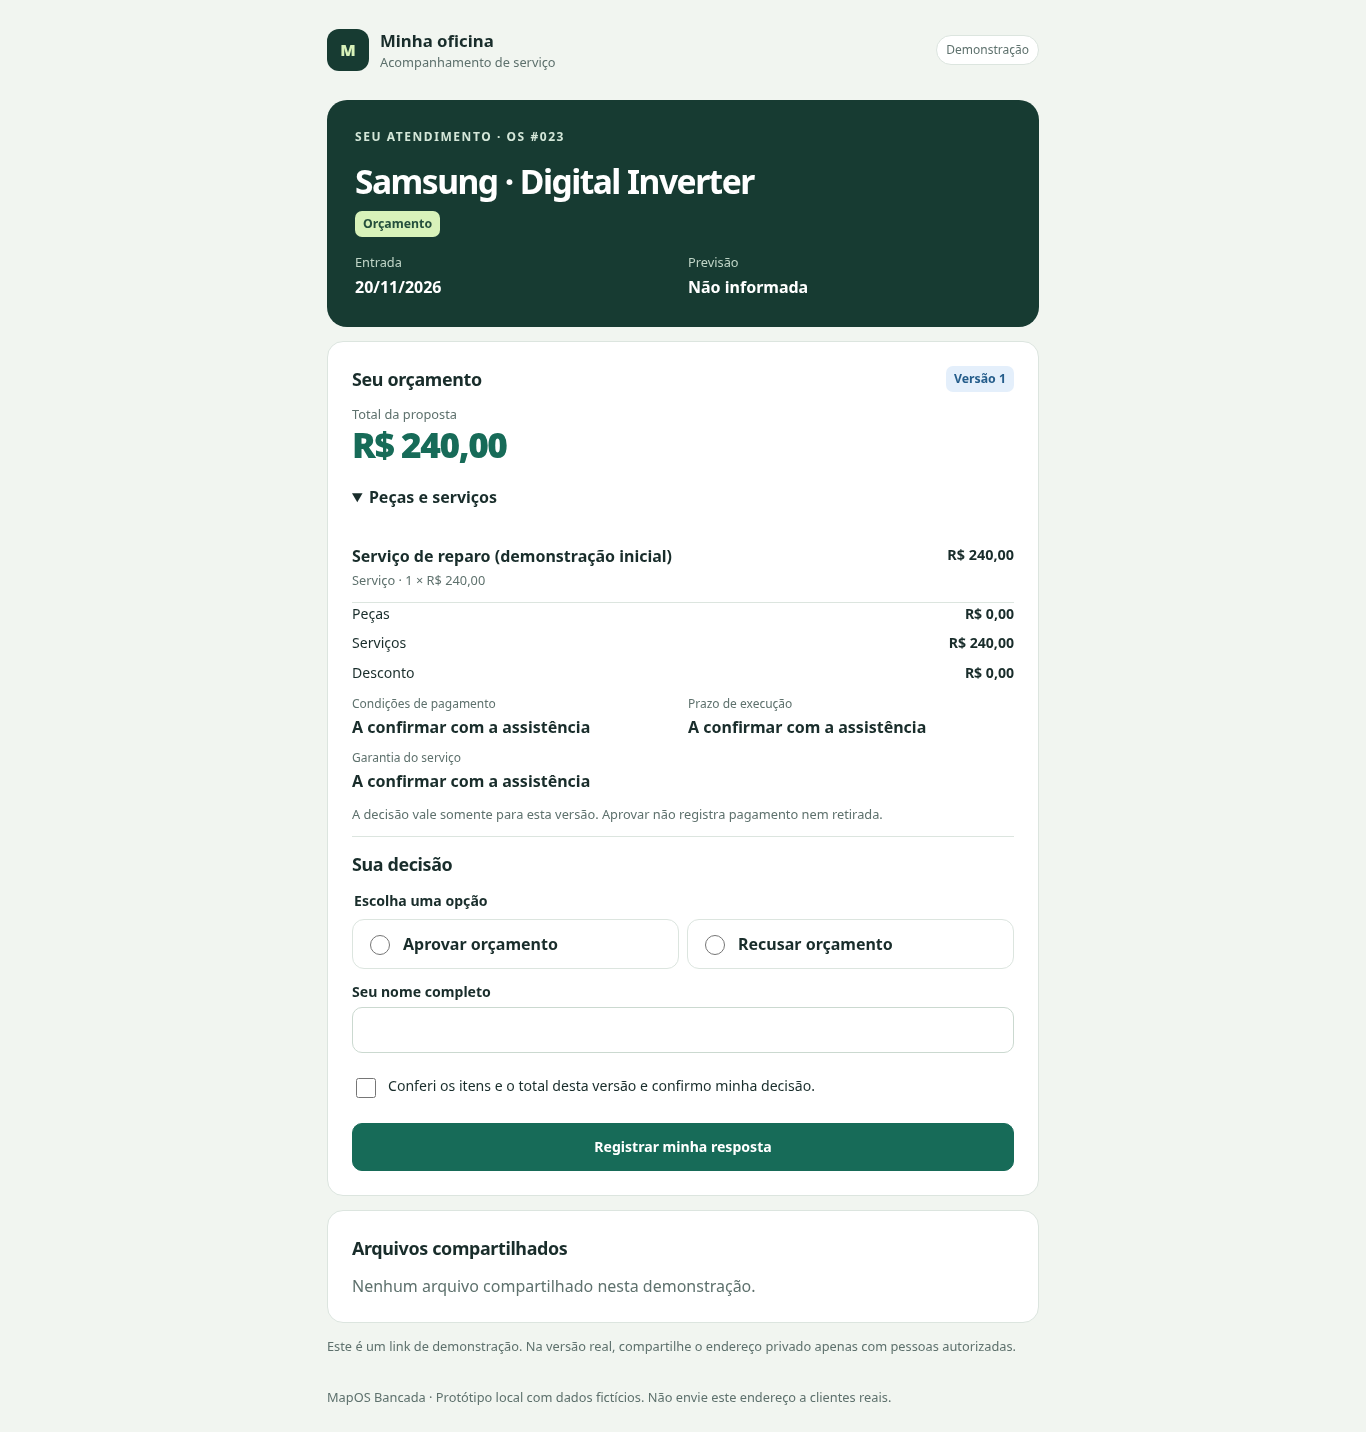 M
Minha oficina
Acompanhamento de serviço
Demonstração
SEU ATENDIMENTO · OS #023
Samsung · Digital Inverter
Orçamento
Entrada
20/11/2026
Previsão
Não informada
Seu orçamento
Versão 1
Total da proposta
R$ 240,00
▼ Peças e serviços
Serviço de reparo (demonstração inicial)
R$ 240,00
Serviço · 1 × R$ 240,00
Peças
R$ 0,00
Serviços
R$ 240,00
Desconto
R$ 0,00
Condições de pagamento
A confirmar com a assistência
Prazo de execução
A confirmar com a assistência
Garantia do serviço
A confirmar com a assistência
A decisão vale somente para esta versão. Aprovar não registra pagamento nem retirada.
Sua decisão
Escolha uma opção
Aprovar orçamento
Recusar orçamento
Seu nome completo
Conferi os itens e o total desta versão e confirmo minha decisão.
Registrar minha resposta
Arquivos compartilhados
Nenhum arquivo compartilhado nesta demonstração.
Este é um link de demonstração. Na versão real, compartilhe o endereço privado apenas com pessoas autorizadas.
MapOS Bancada · Protótipo local com dados fictícios. Não envie este endereço a clientes reais.